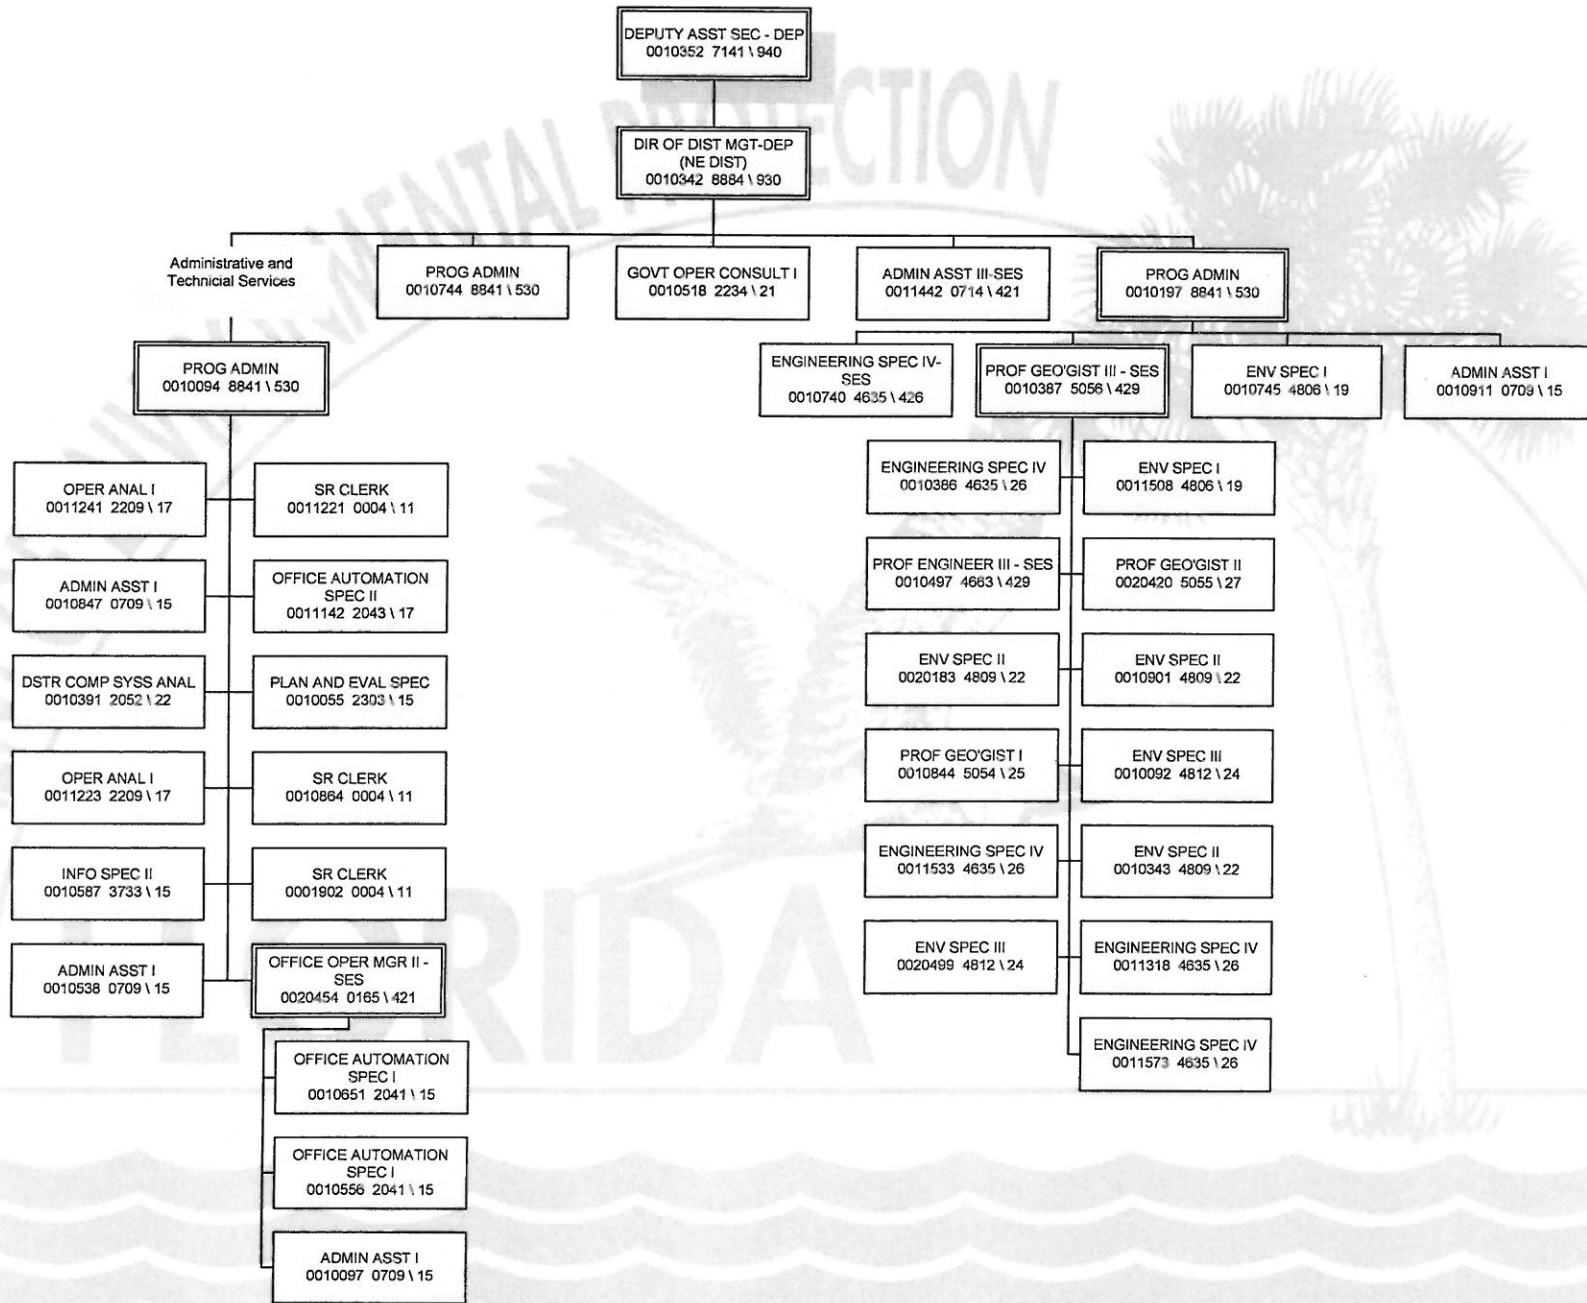 DEPUTY ASST SEC - DEP
0010352 7141 \ 940
DIR OF DIST MGT-DEP
(NE DIST)
0010342 8884 \ 930
Administrative and
Technicial Services
PROG ADMIN
0010744 8841 \ 530
GOVT OPER CONSULT I
0010518 2234 \ 21
ADMIN ASST III-SES
0011442 0714 \ 421
PROG ADMIN
0010197 8841 \ 530
PROG ADMIN
0010094 8841 \ 530
ENGINEERING SPEC IV-
SES
0010740 4635 \ 426
PROF GEO'GIST III - SES
0010387 5056 \ 429
ENV SPEC I
0010745 4806 \ 19
ADMIN ASST I
0010911 0709 \ 15
OPER ANAL I
0011241 2209 \ 17
SR CLERK
0011221 0004 \ 11
ADMIN ASST I
0010847 0709 \ 15
OFFICE AUTOMATION
SPEC II
0011142 2043 \ 17
DSTR COMP SYSS ANAL
0010391 2052 \ 22
PLAN AND EVAL SPEC
0010055 2303 \ 15
OPER ANAL I
0011223 2209 \ 17
SR CLERK
0010864 0004 \ 11
INFO SPEC II
0010587 3733 \ 15
SR CLERK
0001902 0004 \ 11
ADMIN ASST I
0010538 0709 \ 15
OFFICE OPER MGR II -
SES
0020454 0165 \ 421
OFFICE AUTOMATION
SPEC I
0010651 2041 \ 15
OFFICE AUTOMATION
SPEC I
0010556 2041 \ 15
ADMIN ASST I
0010097 0709 \ 15
ENGINEERING SPEC IV
0010386 4635 \ 26
ENV SPEC I
0011508 4806 \ 19
PROF ENGINEER III - SES
0010497 4663 \ 429
PROF GEO'GIST II
0020420 5055 \ 27
ENV SPEC II
0020183 4809 \ 22
ENV SPEC II
0010901 4809 \ 22
PROF GEO'GIST I
0010844 5054 \ 25
ENV SPEC III
0010092 4812 \ 24
ENGINEERING SPEC IV
0011533 4635 \ 26
ENV SPEC II
0010343 4809 \ 22
ENV SPEC III
0020499 4812 \ 24
ENGINEERING SPEC IV
0011318 4635 \ 26
ENGINEERING SPEC IV
0011573 4635 \ 26
FLORIDA